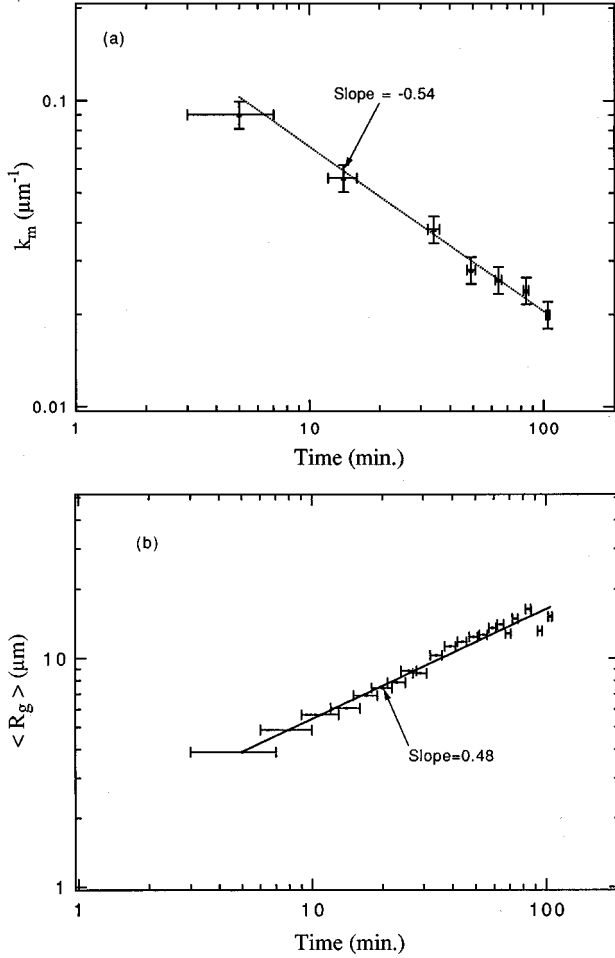 (a)
Slope = -0.54
0.1
0.01
k_m (µm⁻¹)
1
10
100
Time (min.)
(b)
Slope=0.48
10
1
< R_g > (µm)
1
10
100
Time (min.)